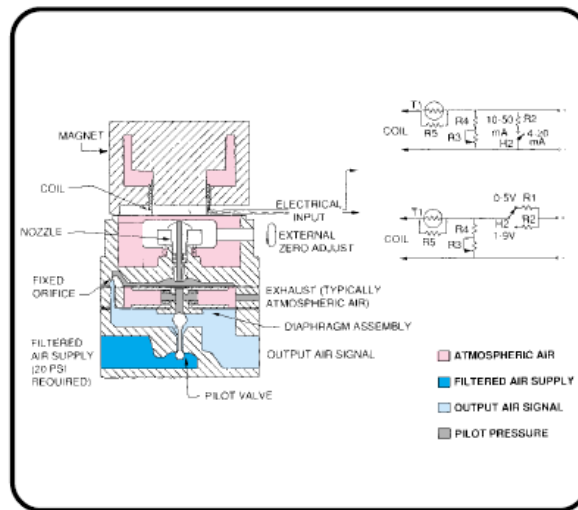 MAGNET
COIL
NOZZLE
FIXED
ORIFICE
FILTERED
AIR SUPPLY
(20 PSI
REQUIRED)
ELECTRICAL
INPUT
EXTERNAL
ZERO ADJUST
EXHAUST (TYPICALLY
ATMOSPHERIC AIR)
DIAPHRAGM ASSEMBLY
OUTPUT AIR SIGNAL
PILOT VALVE
T1
R5
R4
R3
COIL
10-50
mA
H2
R2
4-20
mA
T1
R5
R4
R3
COIL
0-5V
H2
1-9V
R1
R2
ATMOSPHERIC AIR
FILTERED AIR SUPPLY
OUTPUT AIR SIGNAL
PILOT PRESSURE